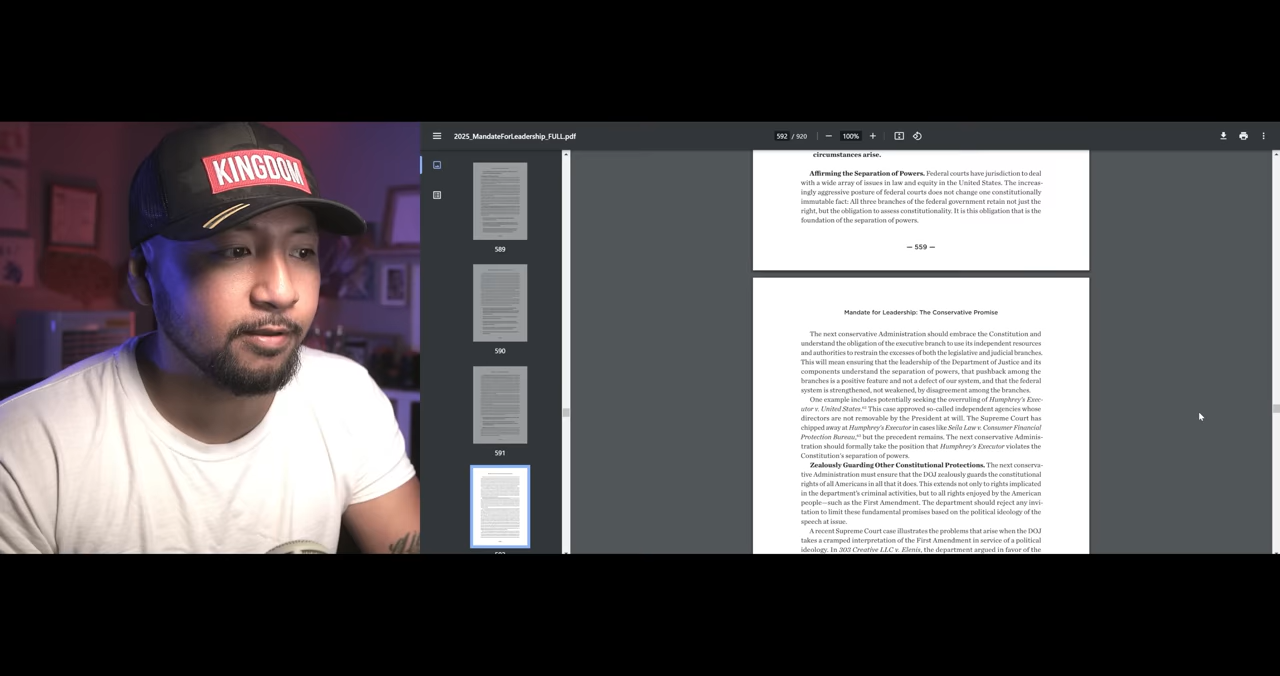 KINGDOM
2025_MandateForLeadership_FULL.pdf
592 / 920
100%
589
590
591
circumstances arise.
Affirming the Separation of Powers. Federal courts have jurisdiction to deal
with a wide array of issues in law and equity in the United States. The increas-
ingly aggressive posture of federal courts does not change one constitutionally
immutable fact: All three branches of the federal government retain not just the
right, but the obligation to assess constitutionality. It is this obligation that is the
foundation of the separation of powers.
— 559 —
Mandate for Leadership: The Conservative Promise
The next conservative Administration should embrace the Constitution and
understand the obligation of the executive branch to use its independent resources
and authorities to restrain the excesses of both the legislative and judicial branches.
This will mean ensuring that the leadership of the Department of Justice and its
components understand the separation of powers, that pushback among the
branches is a positive feature and not a defect of our system, and that the federal
system is strengthened, not weakened, by disagreement among the branches.
One example includes potentially seeking the overruling of Humphrey's Exec-
utor v. United States. This case approved so-called independent agencies whose
directors are not removable by the President at will. The Supreme Court has
chipped away at Humphrey's Executor in cases like Seila Law v. Consumer Financial
Protection Bureau, but the precedent remains. The next conservative Adminis-
tration should formally take the position that Humphrey's Executor violates the
Constitution's separation of powers.
Zealously Guarding Other Constitutional Protections. The next conserva-
tive Administration must ensure that the DOJ zealously guards the constitutional
rights of all Americans in all that it does. This extends not only to rights implicated
in the department's criminal activities, but to all rights enjoyed by the American
people—such as the First Amendment. The department should reject any invi-
tation to limit these fundamental promises based on the political ideology of the
speech at issue.
A recent Supreme Court case illustrates the problems that arise when the DOJ
takes a cramped interpretation of the First Amendment in service of a political
ideology. In 303 Creative LLC v. Elenis, the department argued in favor of the